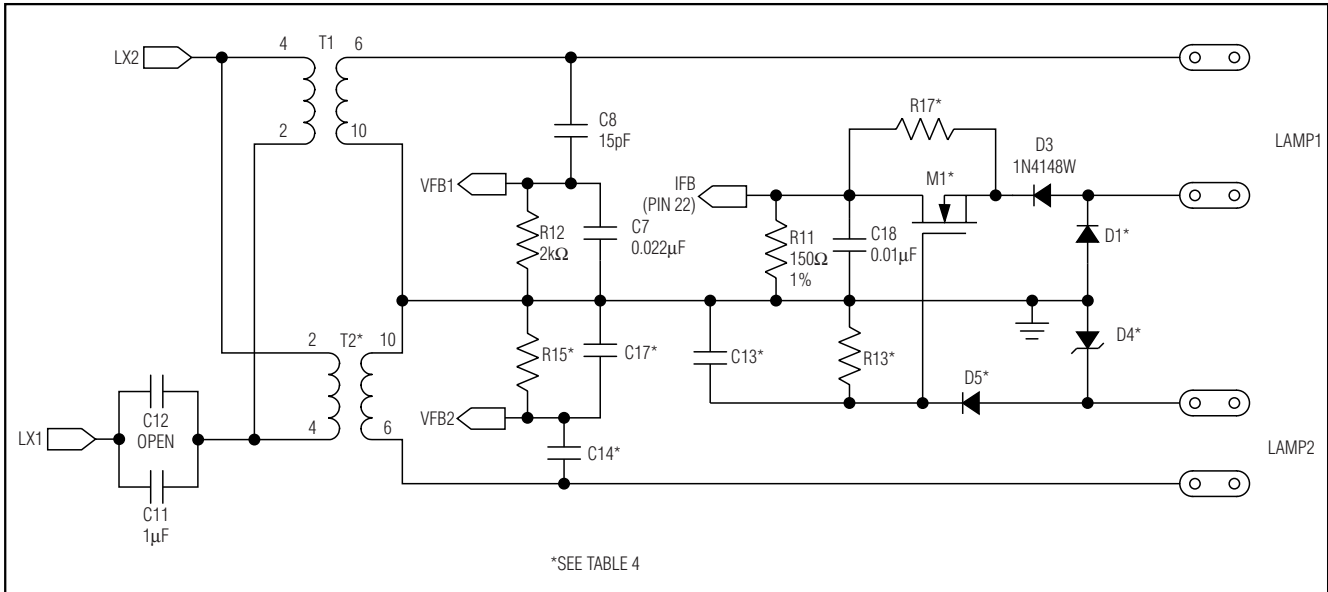 LX2
4
T1
6
2
10
C8
15pF
R17*
LAMP1
D3
1N4148W
VFB1
IFB
(PIN 22)
M1*
R12
2kΩ
C7
0.022µF
R11
150Ω
1%
C18
0.01µF
D1*
2
T2*
10
R15*
C17*
C13*
R13*
D4*
D5*
VFB2
C12
OPEN
LX1
4
6
C14*
LAMP2
C11
1µF
*SEE TABLE 4